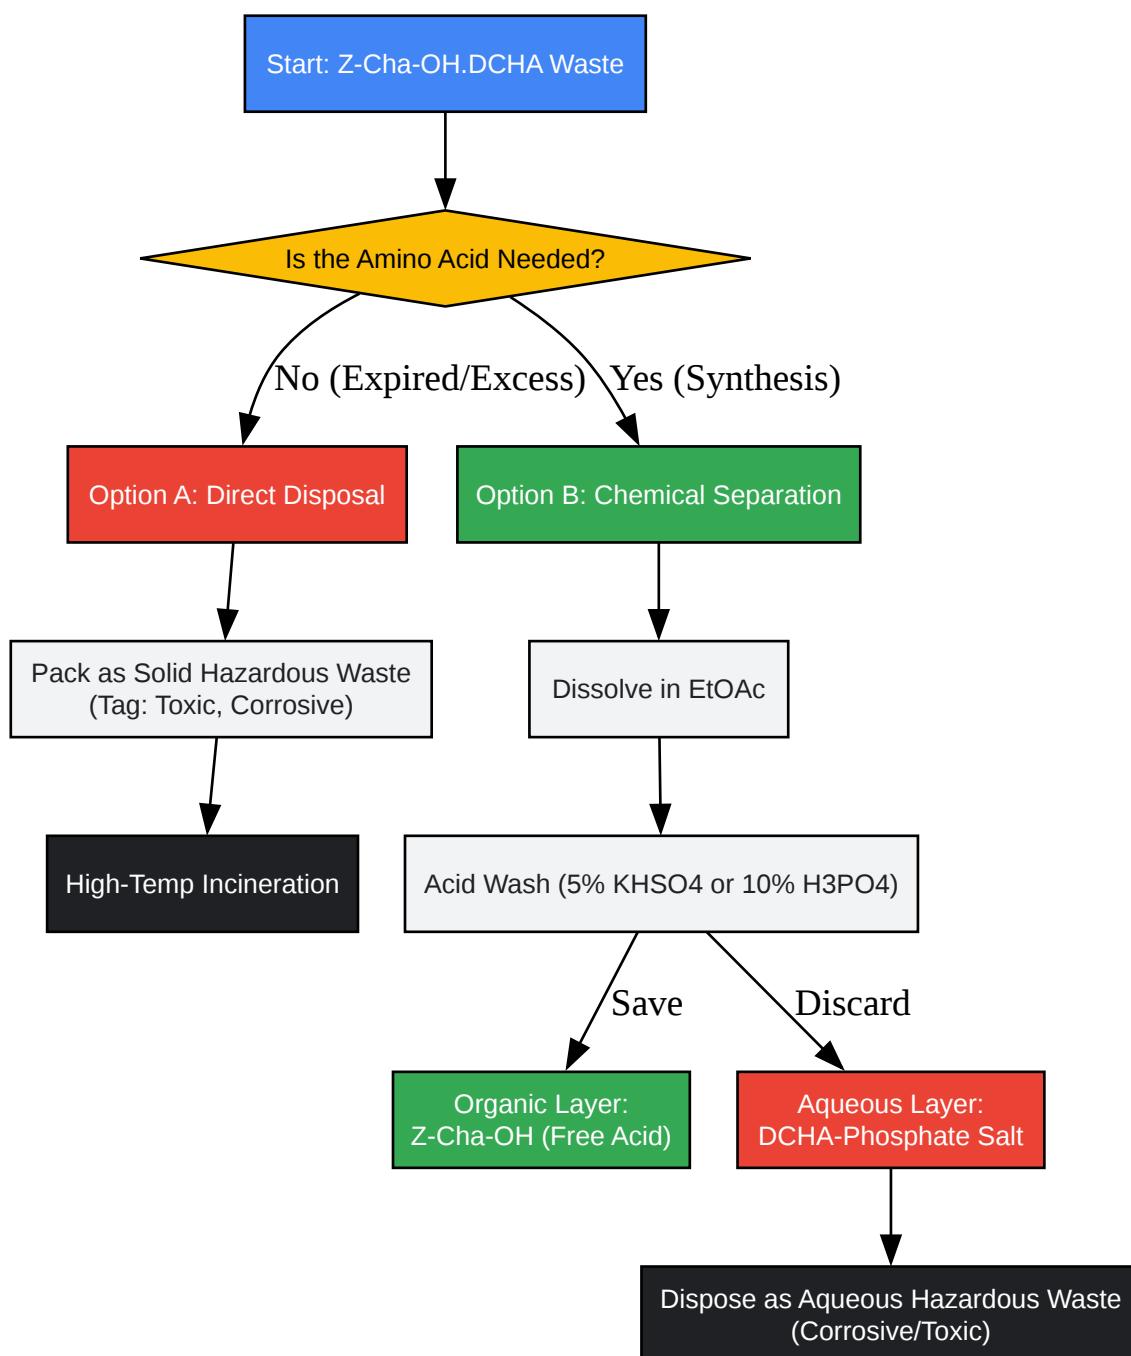 Start: Z-Cha-OH.DCHA Waste
Is the Amino Acid Needed?
No (Expired/Excess)
Yes (Synthesis)
Option A: Direct Disposal
Option B: Chemical Separation
Pack as Solid Hazardous Waste
(Tag: Toxic, Corrosive)
Dissolve in EtOAc
High-Temp Incineration
Acid Wash (5% KHSO4 or 10% H3PO4)
Save
Discard
Organic Layer:
Z-Cha-OH (Free Acid)
Aqueous Layer:
DCHA-Phosphate Salt
Dispose as Aqueous Hazardous Waste
(Corrosive/Toxic)